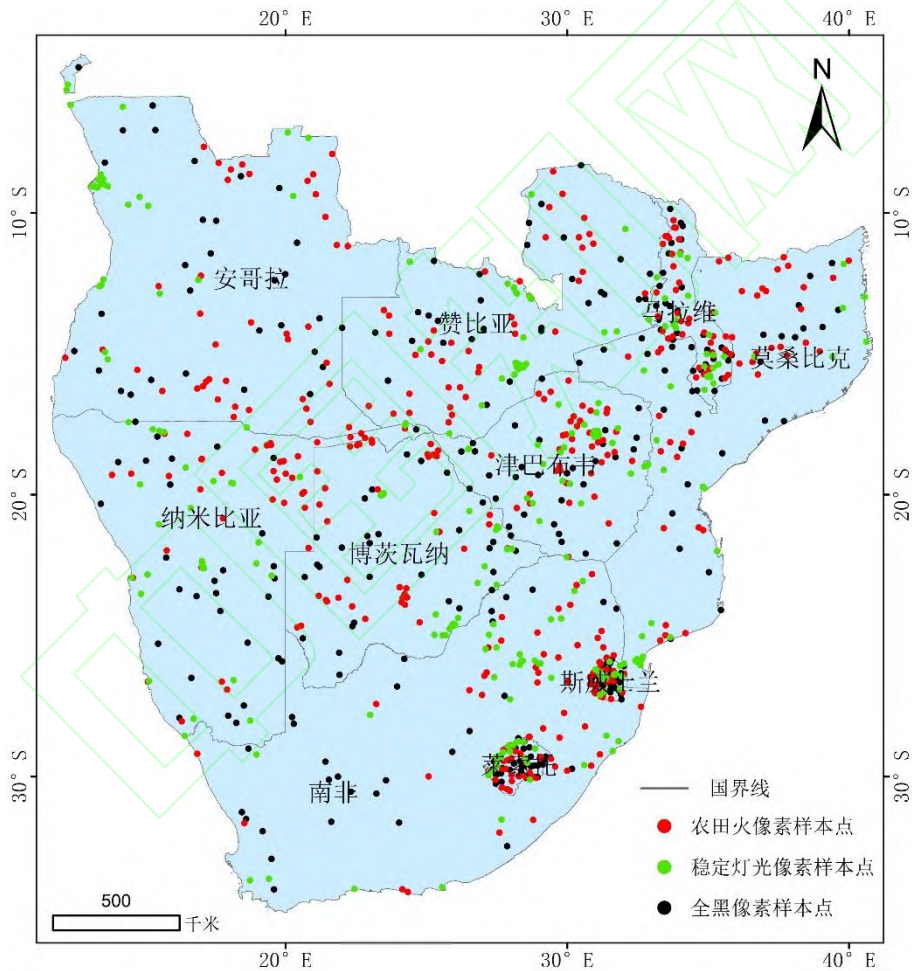 20° E 30° E 40° E
N
10° S 10° S
安哥拉
赞比亚
马拉维
莫桑比克
津巴布韦
20° S 20° S
纳米比亚
博茨瓦纳
斯威士兰
莱索托
30° S 30° S
南非
国界线
农田火像素样本点
稳定灯光像素样本点
全黑像素样本点
500
千米
20° E 30° E 40° E